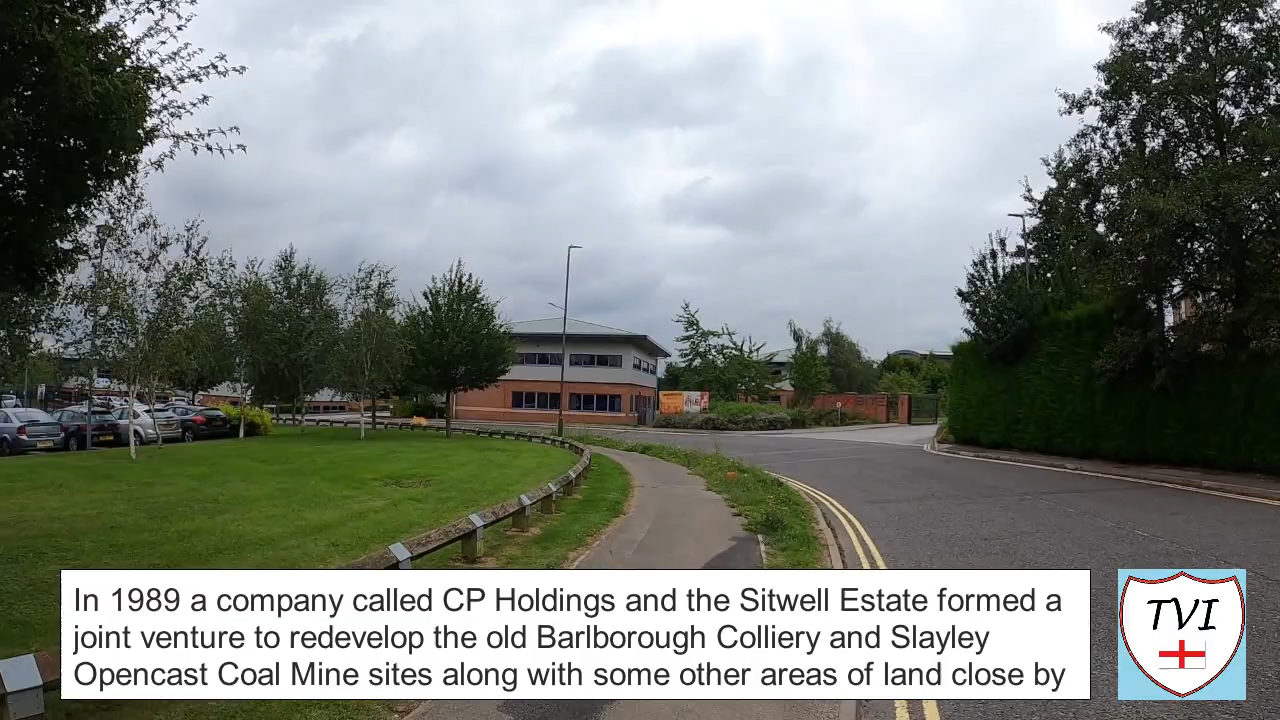 In 1989 a company called CP Holdings and the Sitwell Estate formed a
joint venture to redevelop the old Barlborough Colliery and Slayley
Opencast Coal Mine sites along with some other areas of land close by
TVI